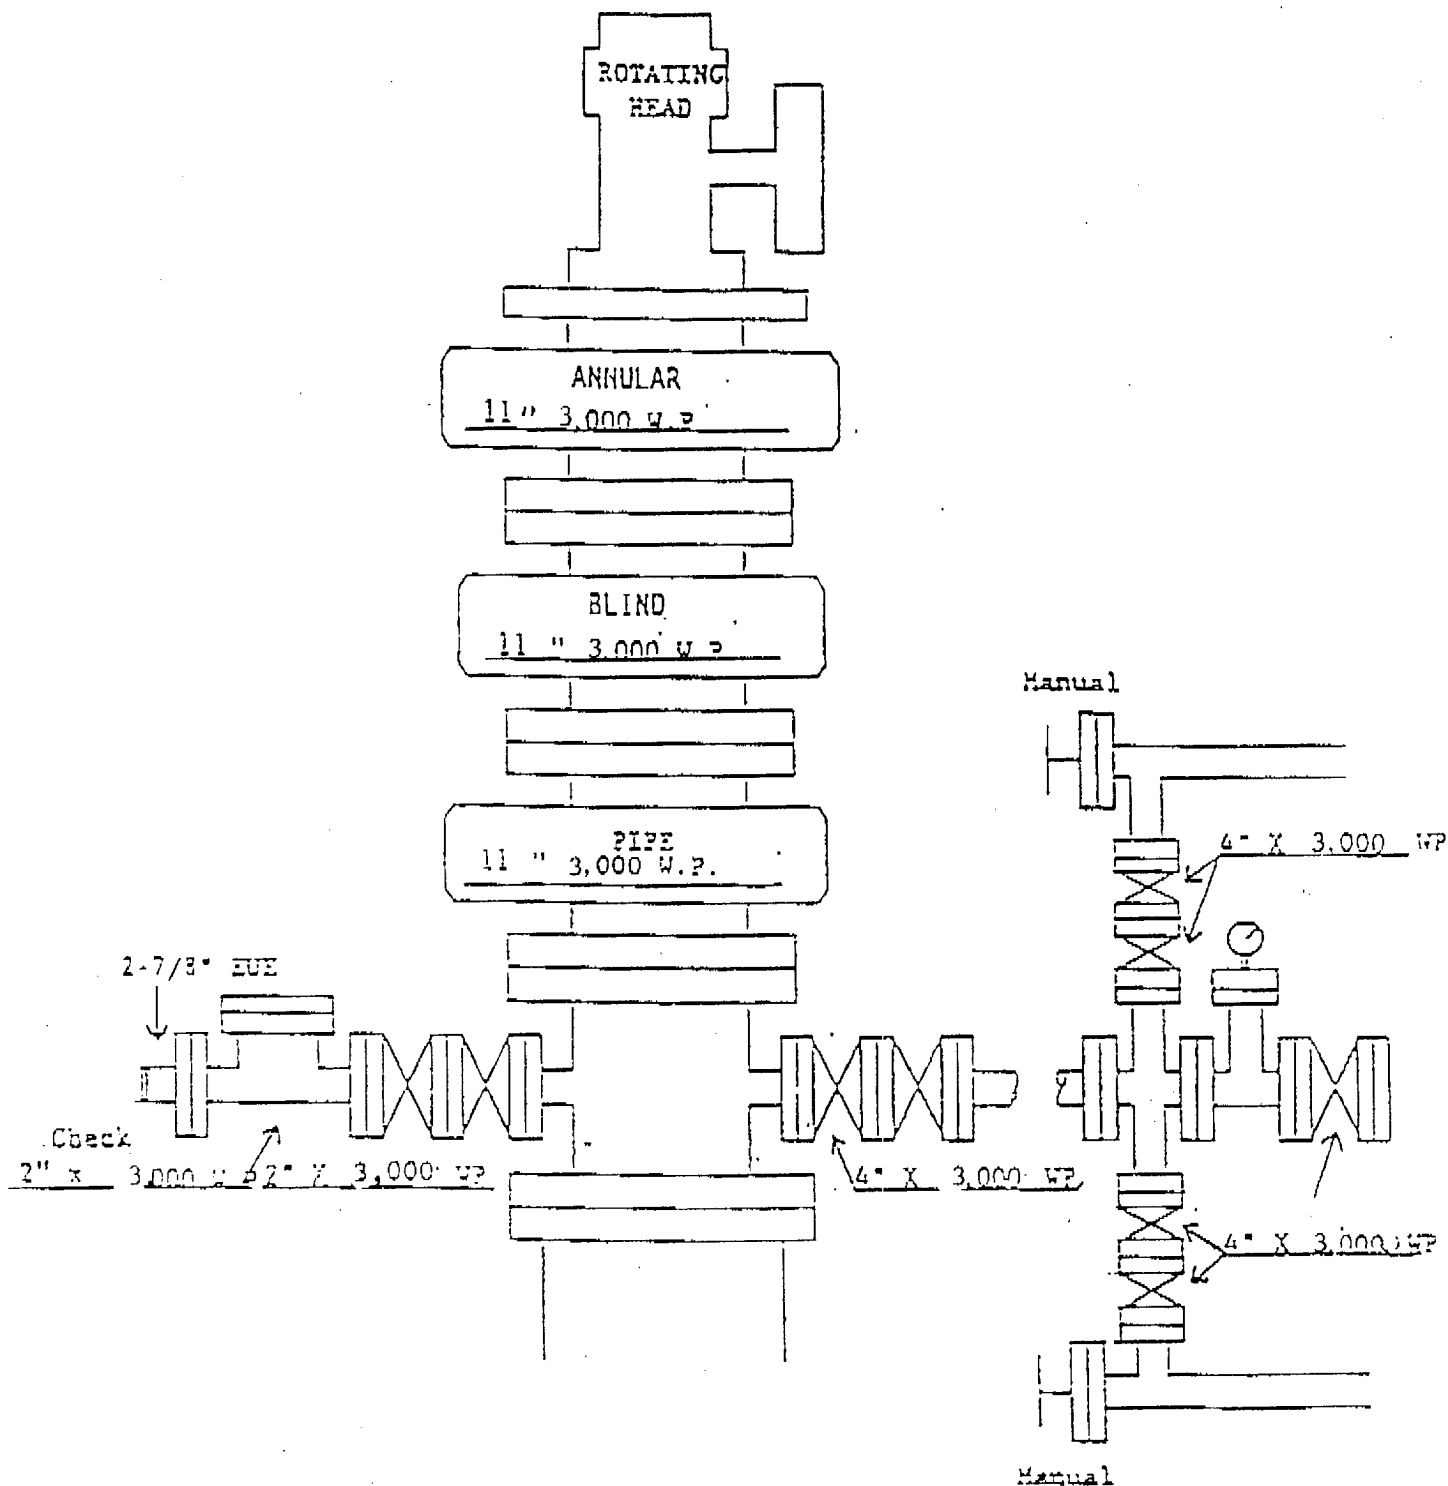 ROTATING
HEAD
ANNULAR
11" 3,000 W.P
BLIND
11 " 3,000 W P
Manual
PIPE
11 " 3,000 W.P.
4" X 3,000 WP
2-7/8" EUE
Check
2" x 3,000 W P
2" X 3,000 WP
4" X 3,000 WP
4" X 3,000 WP
Manual